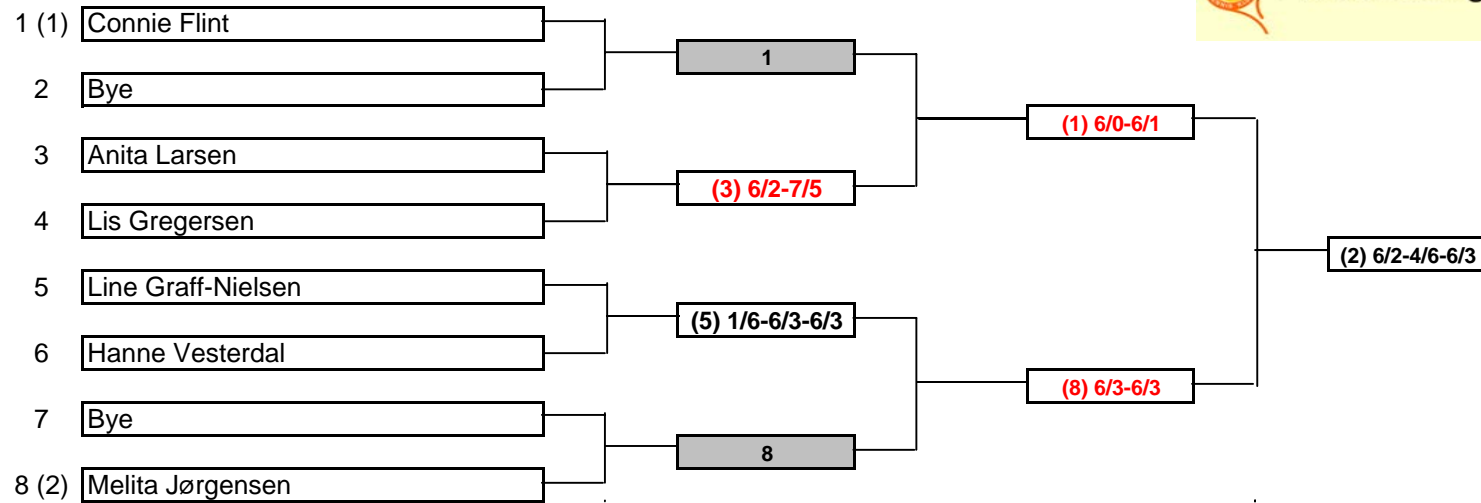 1 (1) Connie Flint
1
2 Bye
(1) 6/0-6/1
3 Anita Larsen
(3) 6/2-7/5
4 Lis Gregersen
(2) 6/2-4/6-6/3
5 Line Graff-Nielsen
(5) 1/6-6/3-6/3
6 Hanne Vesterdal
(8) 6/3-6/3
7 Bye
8
8 (2) Melita Jørgensen